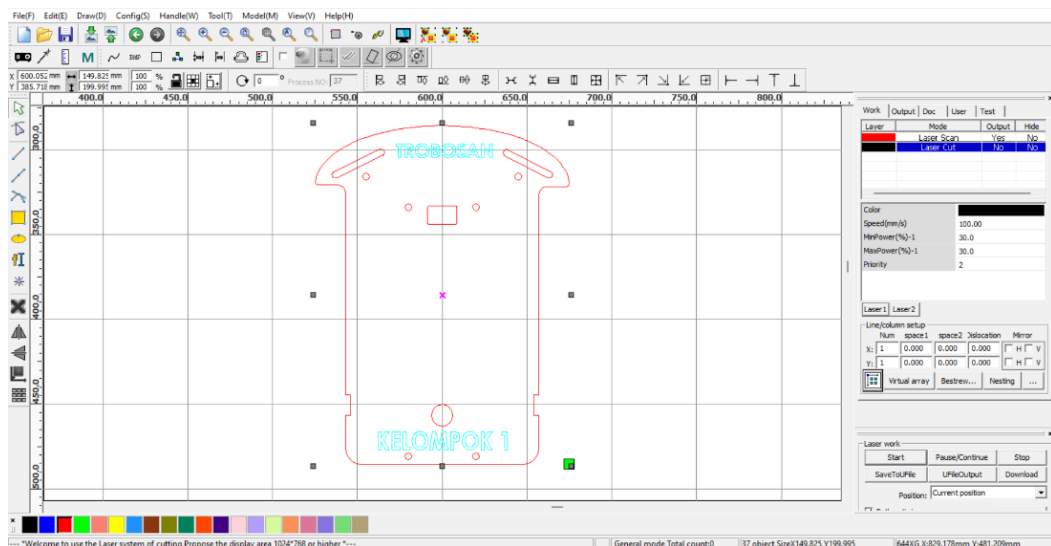 File(F) Edit(E) Draw(D) Config(S) Handle(W) Tool(T) Model(M) View(V) Help(H)
M BMP
X 600.052 mm 149.825 mm 100 % 0 ° Process NO: 37
Y 385.718 mm 199.995 mm 100 %
400.0 450.0 500.0 550.0 600.0 650.0 700.0 750.0 800.0
300.0
350.0
400.0
450.0
500.0
TROBOSAN
KELOMPOK 1
Work Output Doc User Test
Layer Mode Output Hide
Laser Scan Yes No
Laser Cut No No
Color
Speed(mm/s) 100.00
MinPower(%)-1 30.0
MaxPower(%)-1 30.0
Priority 2
Laser1 Laser2
Line/column setup
Num space1 space2 Dislocation Mirror
X: 1 0.000 0.000 0.000 H V
Y: 1 0.000 0.000 0.000 H V
Virtual array Bestrew... Nesting ...
Laser work
Start Pause/Continue Stop
SaveToUFile UFileOutput Download
Position: Current position
--- *Welcome to use the Laser system of cutting,Propose the display area 1024*768 or higher *---
General mode Total count:0 37 object SizeX149.825 Y199.995 644XG X:829.178mm Y:481.209mm